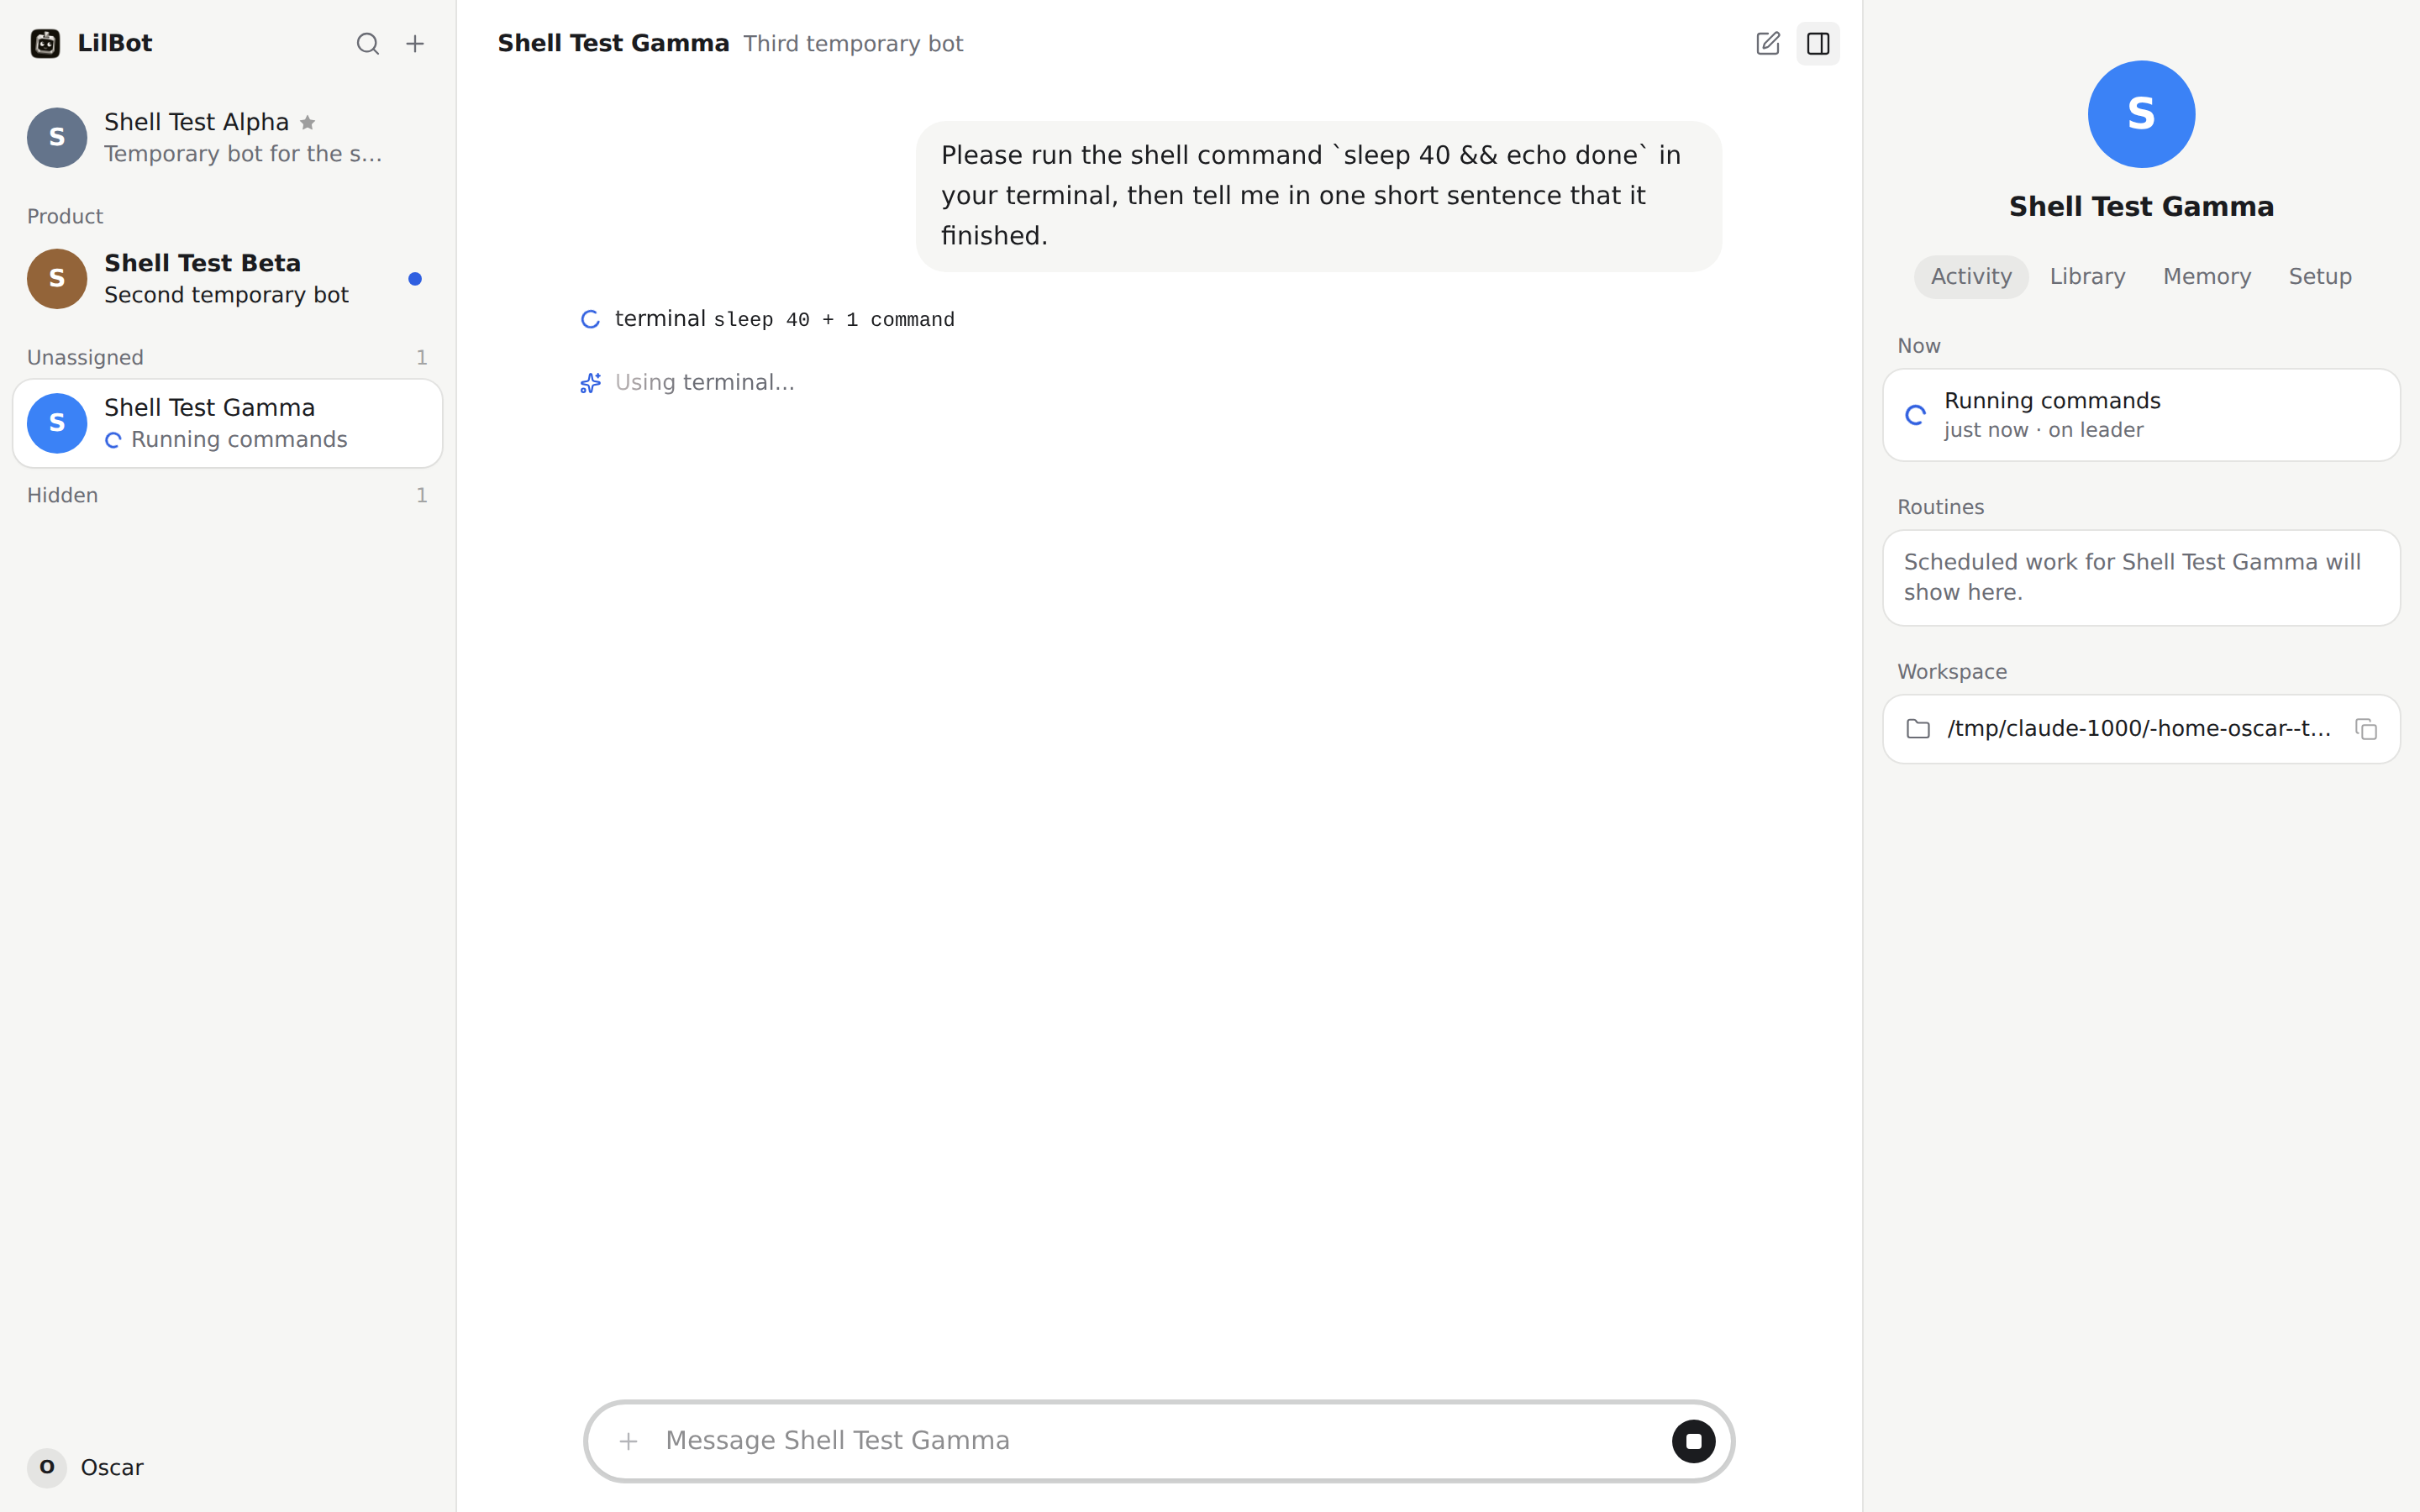 LilBot
S
Shell Test Alpha
Temporary bot for the s...
Product
S
Shell Test Beta
Second temporary bot
Unassigned 1
S
Shell Test Gamma
Running commands
Hidden 1
O Oscar
Shell Test Gamma Third temporary bot
Please run the shell command `sleep 40 && echo done` in
your terminal, then tell me in one short sentence that it
finished.
terminal sleep 40 + 1 command
Using terminal...
Message Shell Test Gamma
S
Shell Test Gamma
Activity Library Memory Setup
Now
Running commands
just now · on leader
Routines
Scheduled work for Shell Test Gamma will
show here.
Workspace
/tmp/claude-1000/-home-oscar--t...